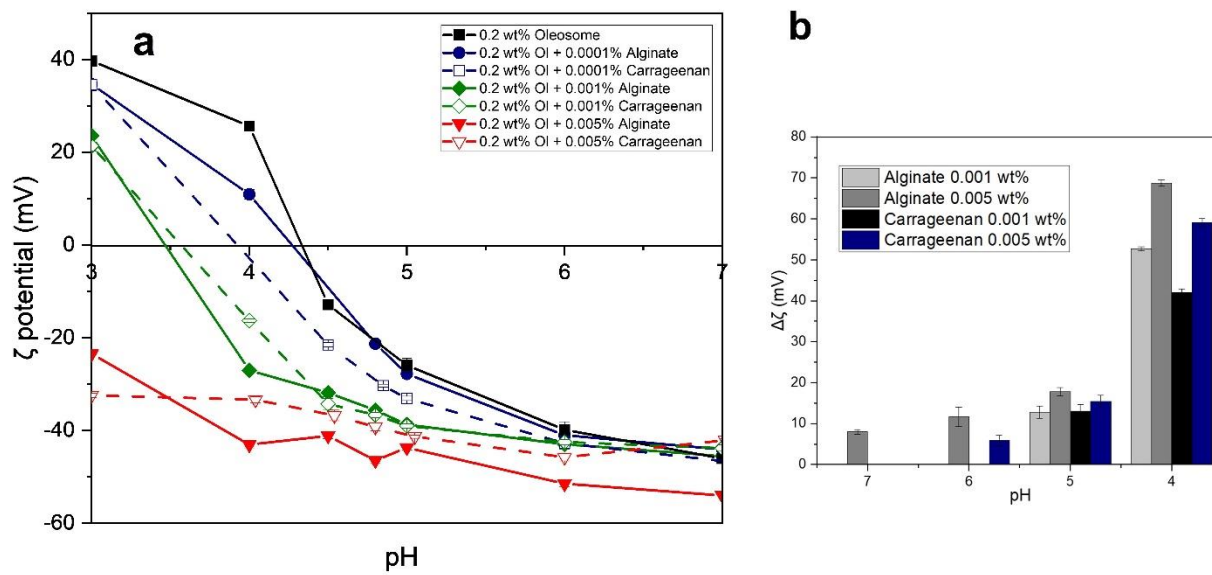 a
0.2 wt% Oleosome
0.2 wt% Ol + 0.0001% Alginate
0.2 wt% Ol + 0.0001% Carrageenan
0.2 wt% Ol + 0.001% Alginate
0.2 wt% Ol + 0.001% Carrageenan
0.2 wt% Ol + 0.005% Alginate
0.2 wt% Ol + 0.005% Carrageenan
ζ potential (mV)
40
20
0
-20
-40
-60
3
4
5
6
7
pH
b
Alginate 0.001 wt%
Alginate 0.005 wt%
Carrageenan 0.001 wt%
Carrageenan 0.005 wt%
Δζ (mV)
80
70
60
50
40
30
20
10
0
7
6
5
4
pH